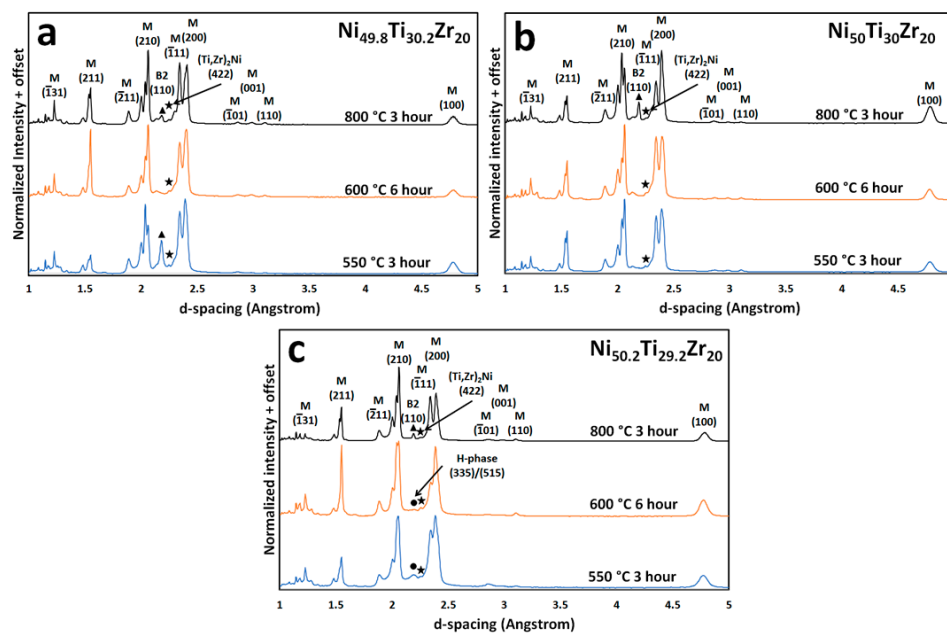 a
Ni49.8Ti30.2Zr20
M
(1̄31)
M
(211)
M
(2̄11)
M
(210)
B2
(110)
M
(1̄11)
M
(200)
(Ti,Zr)2Ni
(422)
M
(1̄01)
M
(001)
M
(110)
M
(100)
▲ ★
800 °C 3 hour
★
600 °C 6 hour
▲ ★
550 °C 3 hour
Normalized Intensity + offset
1 1.5 2 2.5 3 3.5 4 4.5 5
d-spacing (Angstrom)
b
Ni50Ti30Zr20
M
(1̄31)
M
(211)
M
(2̄11)
M
(210)
B2
(110)
M
(1̄11)
M
(200)
(Ti,Zr)2Ni
(422)
M
(1̄01)
M
(001)
M
(110)
M
(100)
▲ ★
800 °C 3 hour
★
600 °C 6 hour
★
550 °C 3 hour
Normalized intensity + offset
1 1.5 2 2.5 3 3.5 4 4.5
d-spacing (Angstrom)
c
Ni50.2Ti29.2Zr20
M
(1̄31)
M
(211)
M
(2̄11)
M
(210)
B2
(110)
M
(1̄11)
M
(200)
(Ti,Zr)2Ni
(422)
M
(1̄01)
M
(001)
M
(110)
M
(100)
▲ ★
800 °C 3 hour
H-phase
(335)/(515)
● ★
600 °C 6 hour
● ★
550 °C 3 hour
Normalized intensity + offset
1 1.5 2 2.5 3 3.5 4 4.5 5
d-spacing (Angstrom)